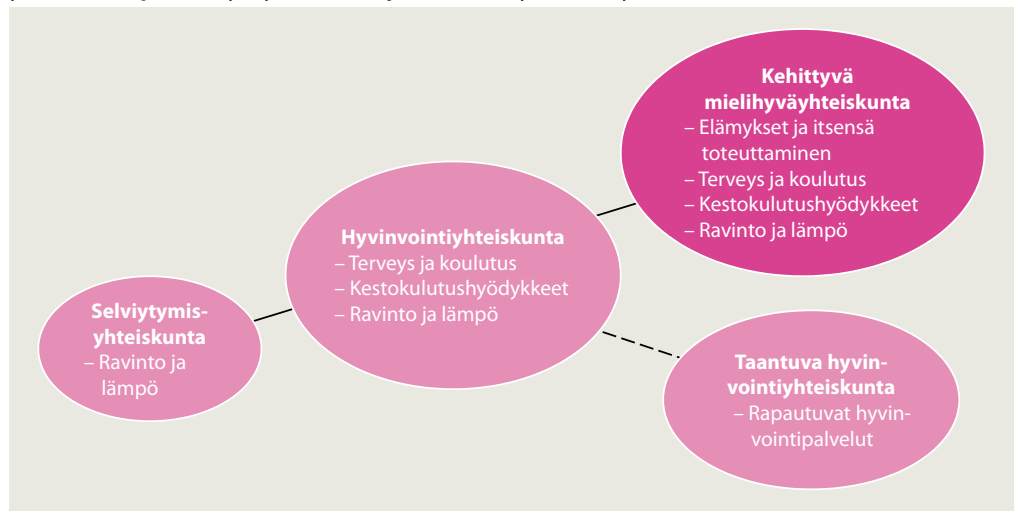 Kehittyvä
mielihyväyhteiskunta
– Elämykset ja itsensä
toteuttaminen
– Terveys ja koulutus
– Kestokulutushyödykkeet
– Ravinto ja lämpö
Hyvinvointiyhteiskunta
– Terveys ja koulutus
– Kestokulutushyödykkeet
– Ravinto ja lämpö
Selviytymis-
yhteiskunta
– Ravinto ja
lämpö
Taantuva hyvin-
vointiyhteiskunta
– Rapautuvat hyvin-
vointipalvelut